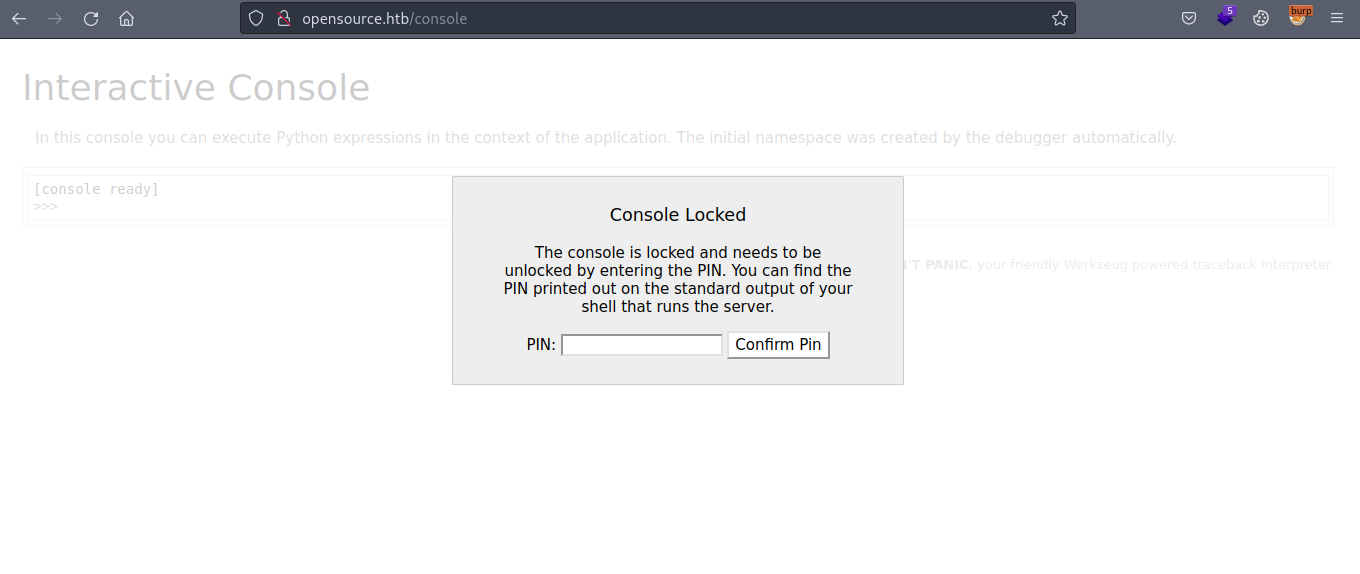 opensource.htb/console
5
burp
Interactive Console
In this console you can execute Python expressions in the context of the application. The initial namespace was created by the debugger automatically.
[console ready]
>>>
Console Locked
The console is locked and needs to be
unlocked by entering the PIN. You can find the
PIN printed out on the standard output of your
shell that runs the server.
'T PANIC, your friendly Werkzeug powered traceback interpreter.
PIN:
Confirm Pin